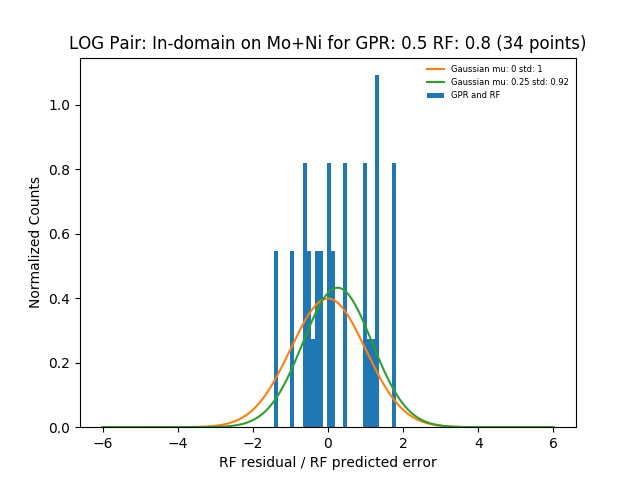 LOG Pair: In-domain on Mo+Ni for GPR: 0.5 RF: 0.8 (34 points)
Gaussian mu: 0 std: 1
Gaussian mu: 0.25 std: 0.92
GPR and RF
Normalized Counts
1.0
0.8
0.6
0.4
0.2
0.0
−6 −4 −2 0 2 4 6
RF residual / RF predicted error